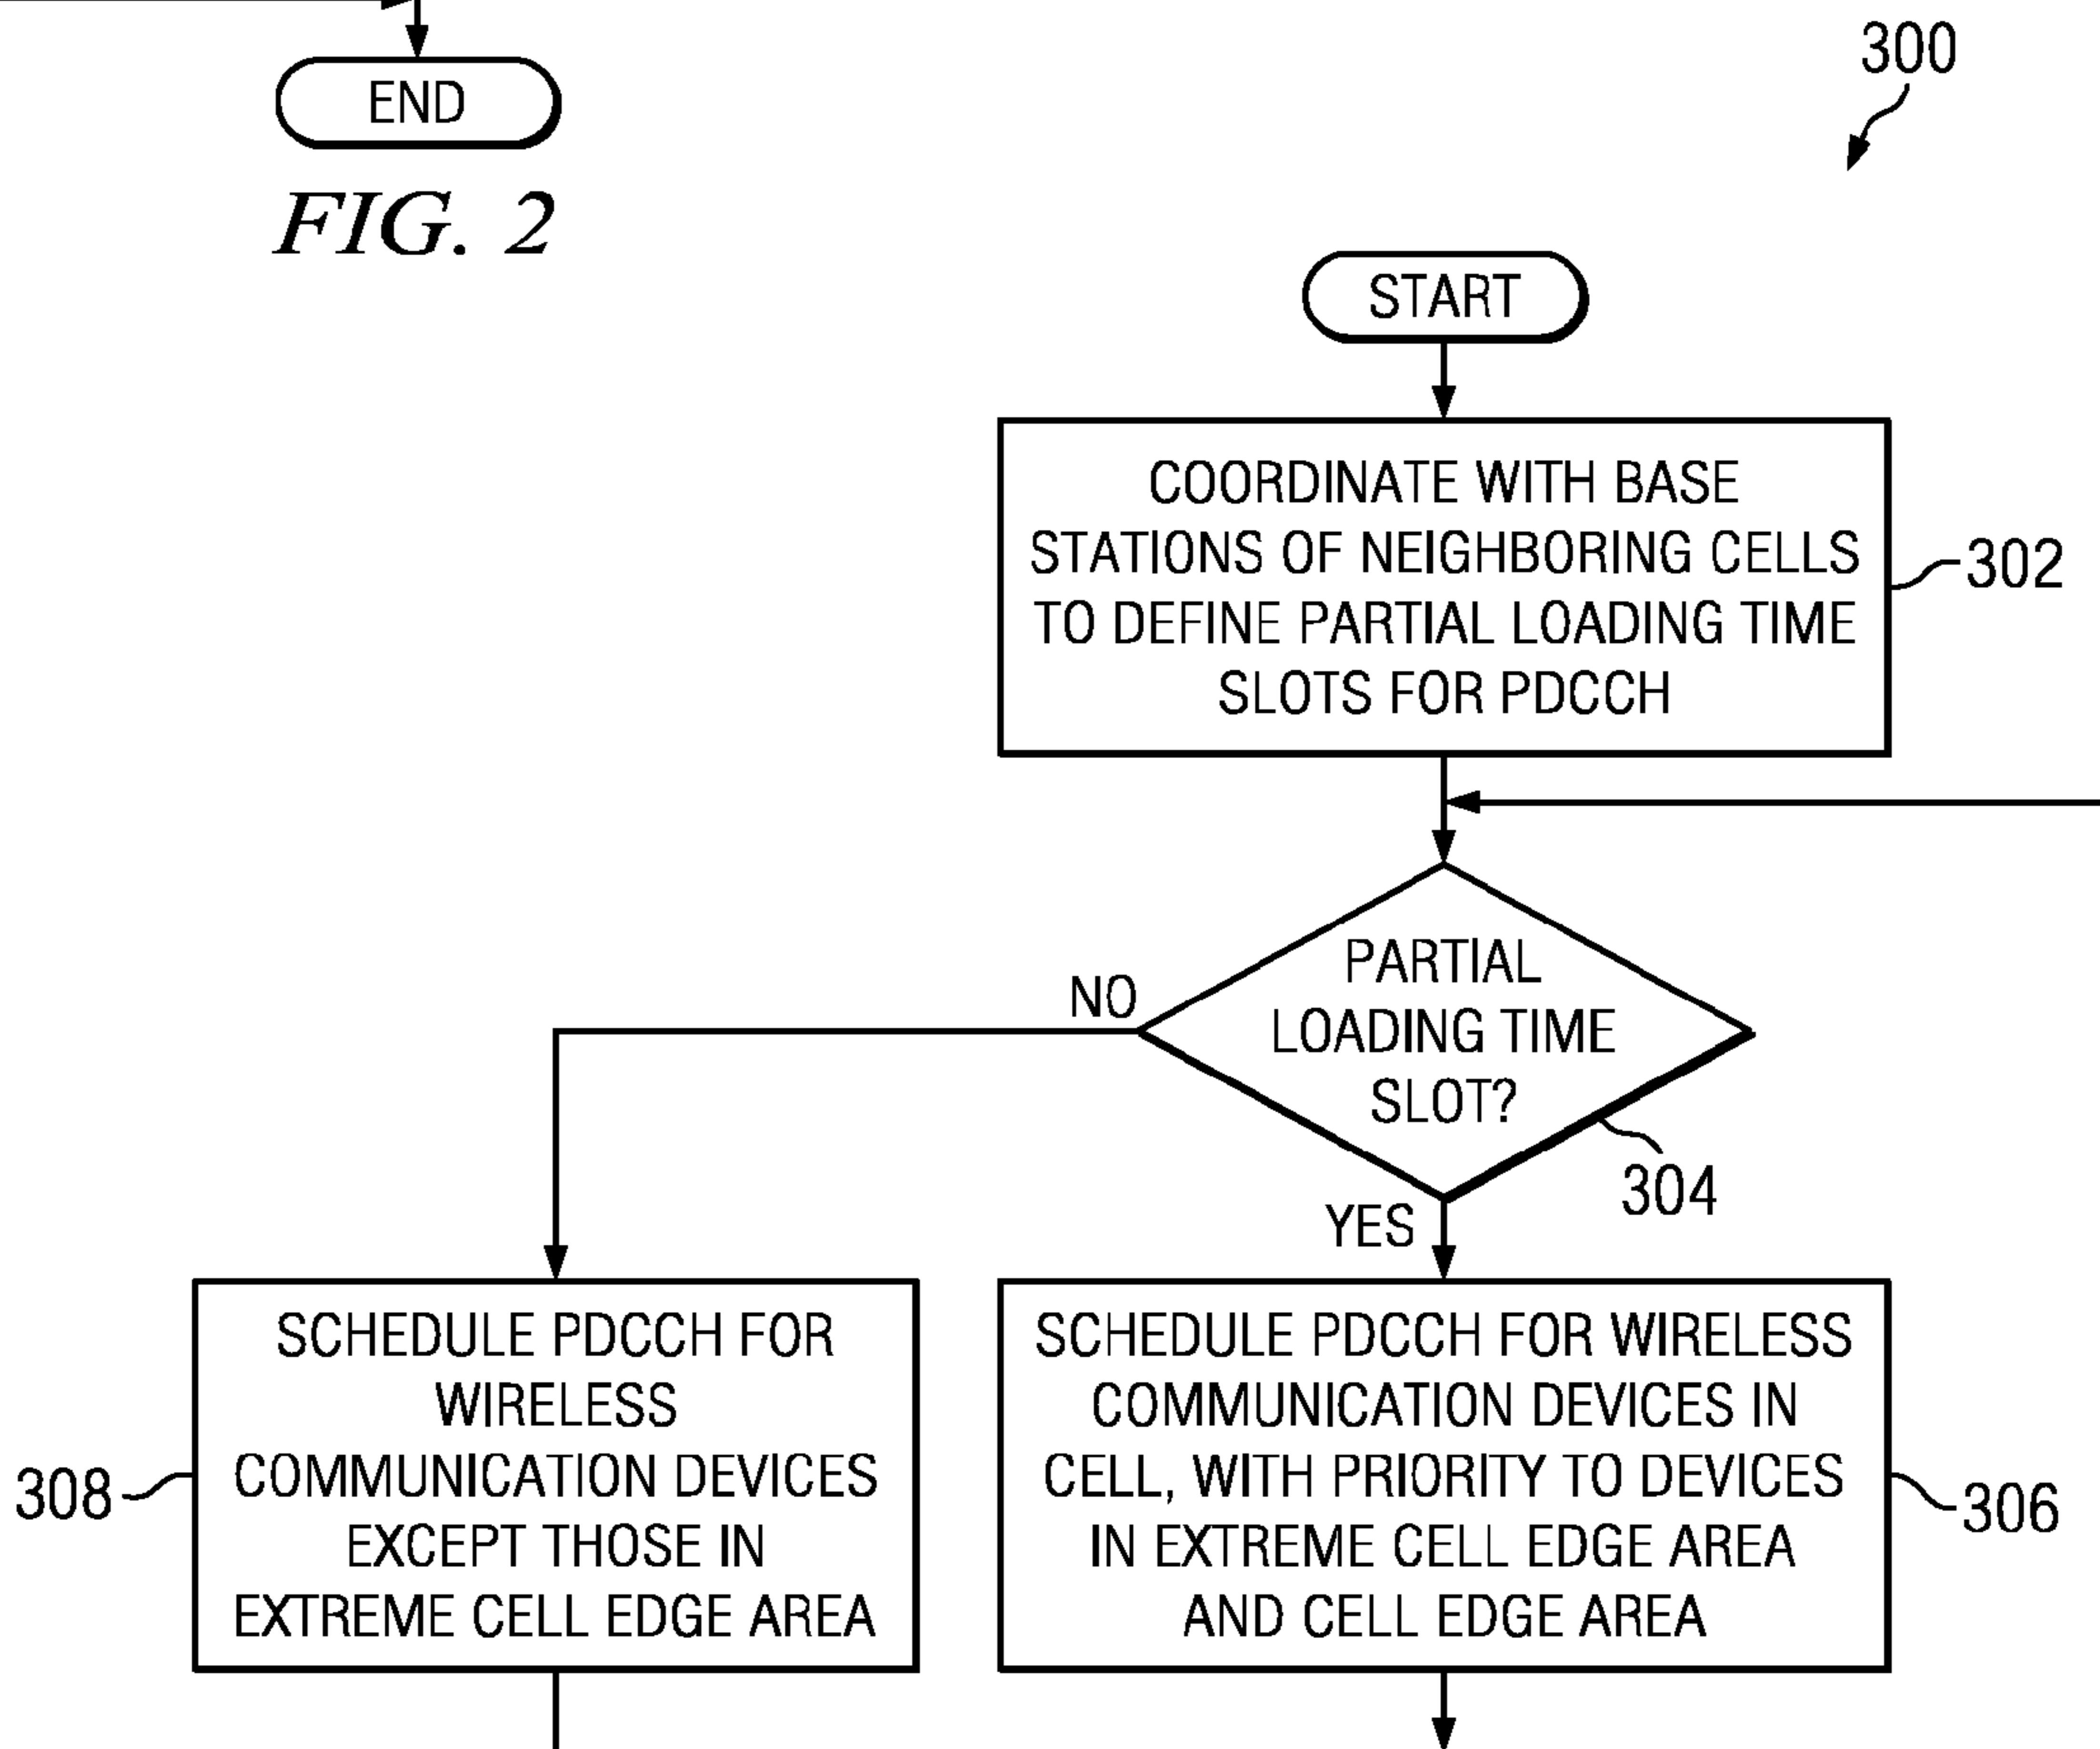 END
FIG. 2
300
START
COORDINATE WITH BASE
STATIONS OF NEIGHBORING CELLS
TO DEFINE PARTIAL LOADING TIME
SLOTS FOR PDCCH
302
PARTIAL
LOADING TIME
SLOT?
NO
304
YES
SCHEDULE PDCCH FOR
WIRELESS
COMMUNICATION DEVICES
EXCEPT THOSE IN
EXTREME CELL EDGE AREA
308
SCHEDULE PDCCH FOR WIRELESS
COMMUNICATION DEVICES IN
CELL, WITH PRIORITY TO DEVICES
IN EXTREME CELL EDGE AREA
AND CELL EDGE AREA
306